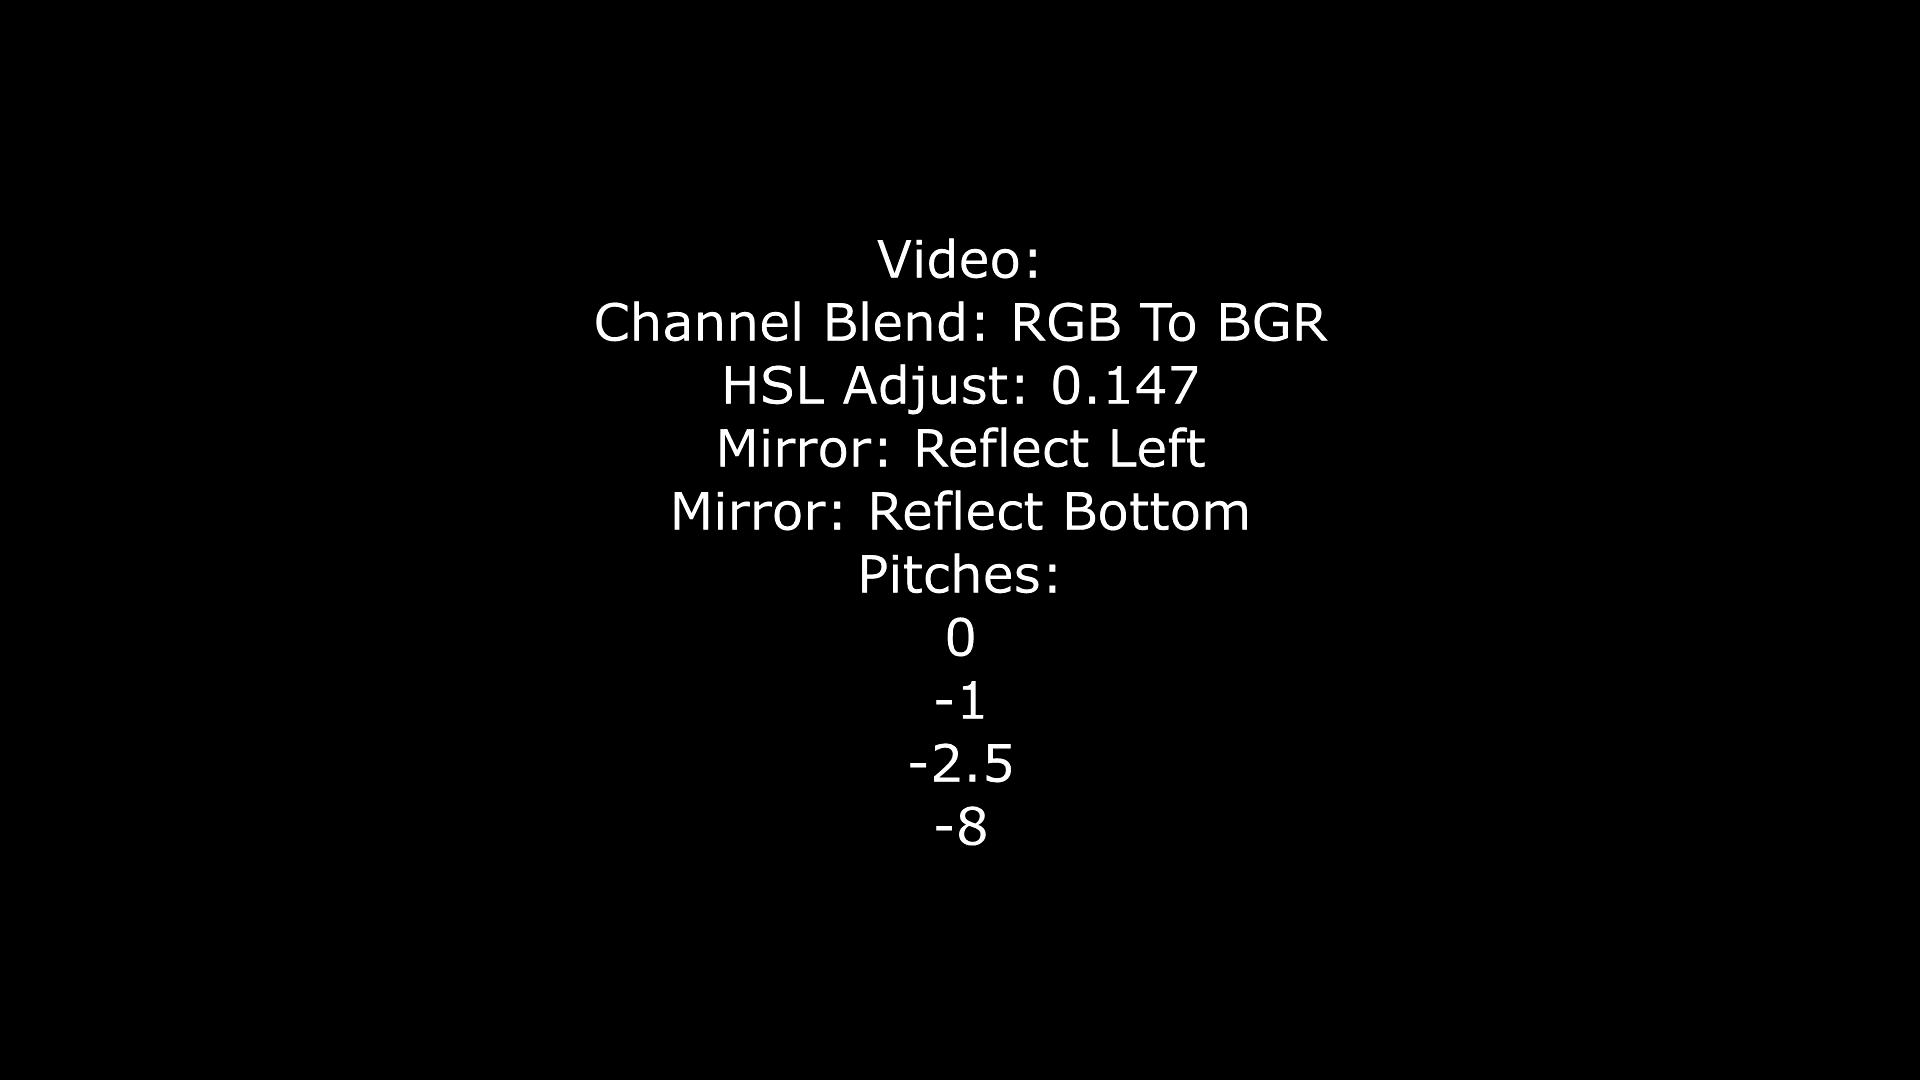 Video:
Channel Blend: RGB To BGR
HSL Adjust: 0.147
Mirror: Reflect Left
Mirror: Reflect Bottom
Pitches:
0
-1
-2.5
-8